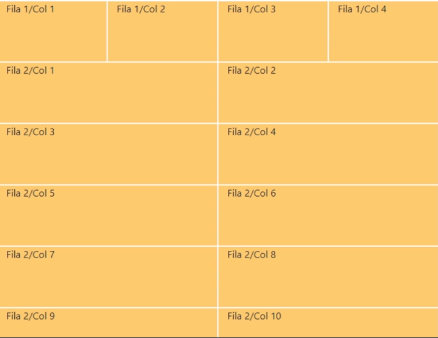 Fila 1/Col 1 Fila 1/Col 2 Fila 1/Col 3 Fila 1/Col 4
Fila 2/Col 1 Fila 2/Col 2
Fila 2/Col 3 Fila 2/Col 4
Fila 2/Col 5 Fila 2/Col 6
Fila 2/Col 7 Fila 2/Col 8
Fila 2/Col 9 Fila 2/Col 10